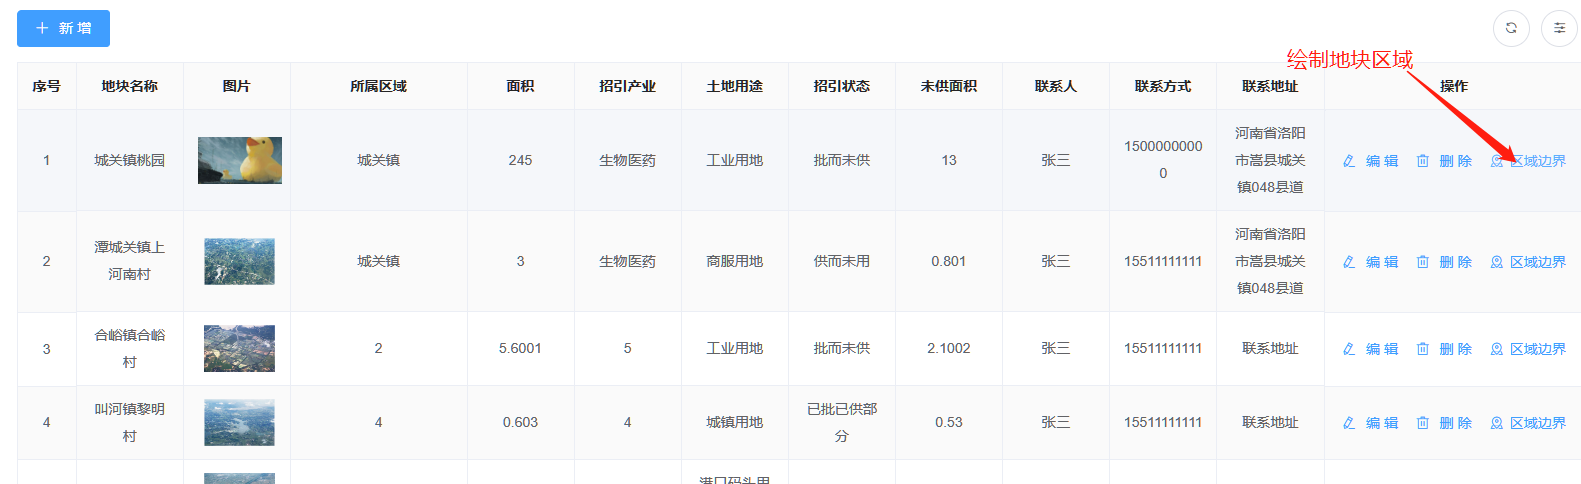 新增
绘制地块区域
序号 地块名称 图片 所属区域 面积 招引产业 土地用途 招引状态 未供面积 联系人 联系方式 联系地址 操作
1 城关镇桃园 城关镇 245 生物医药 工业用地 批而未供 13 张三 1500000000
0 河南省洛阳
市嵩县城关
镇048县道 编辑 删除 区域边界
2 潭城关镇上
河南村 城关镇 3 生物医药 商服用地 供而未用 0.801 张三 15511111111 河南省洛阳
市嵩县城关
镇048县道 编辑 删除 区域边界
3 合峪镇合峪
村 2 5.6001 5 工业用地 批而未供 2.1002 张三 15511111111 联系地址 编辑 删除 区域边界
4 叫河镇黎明
村 4 0.603 4 城镇用地 已批已供部
分 0.53 张三 15511111111 联系地址 编辑 删除 区域边界
港口码头用